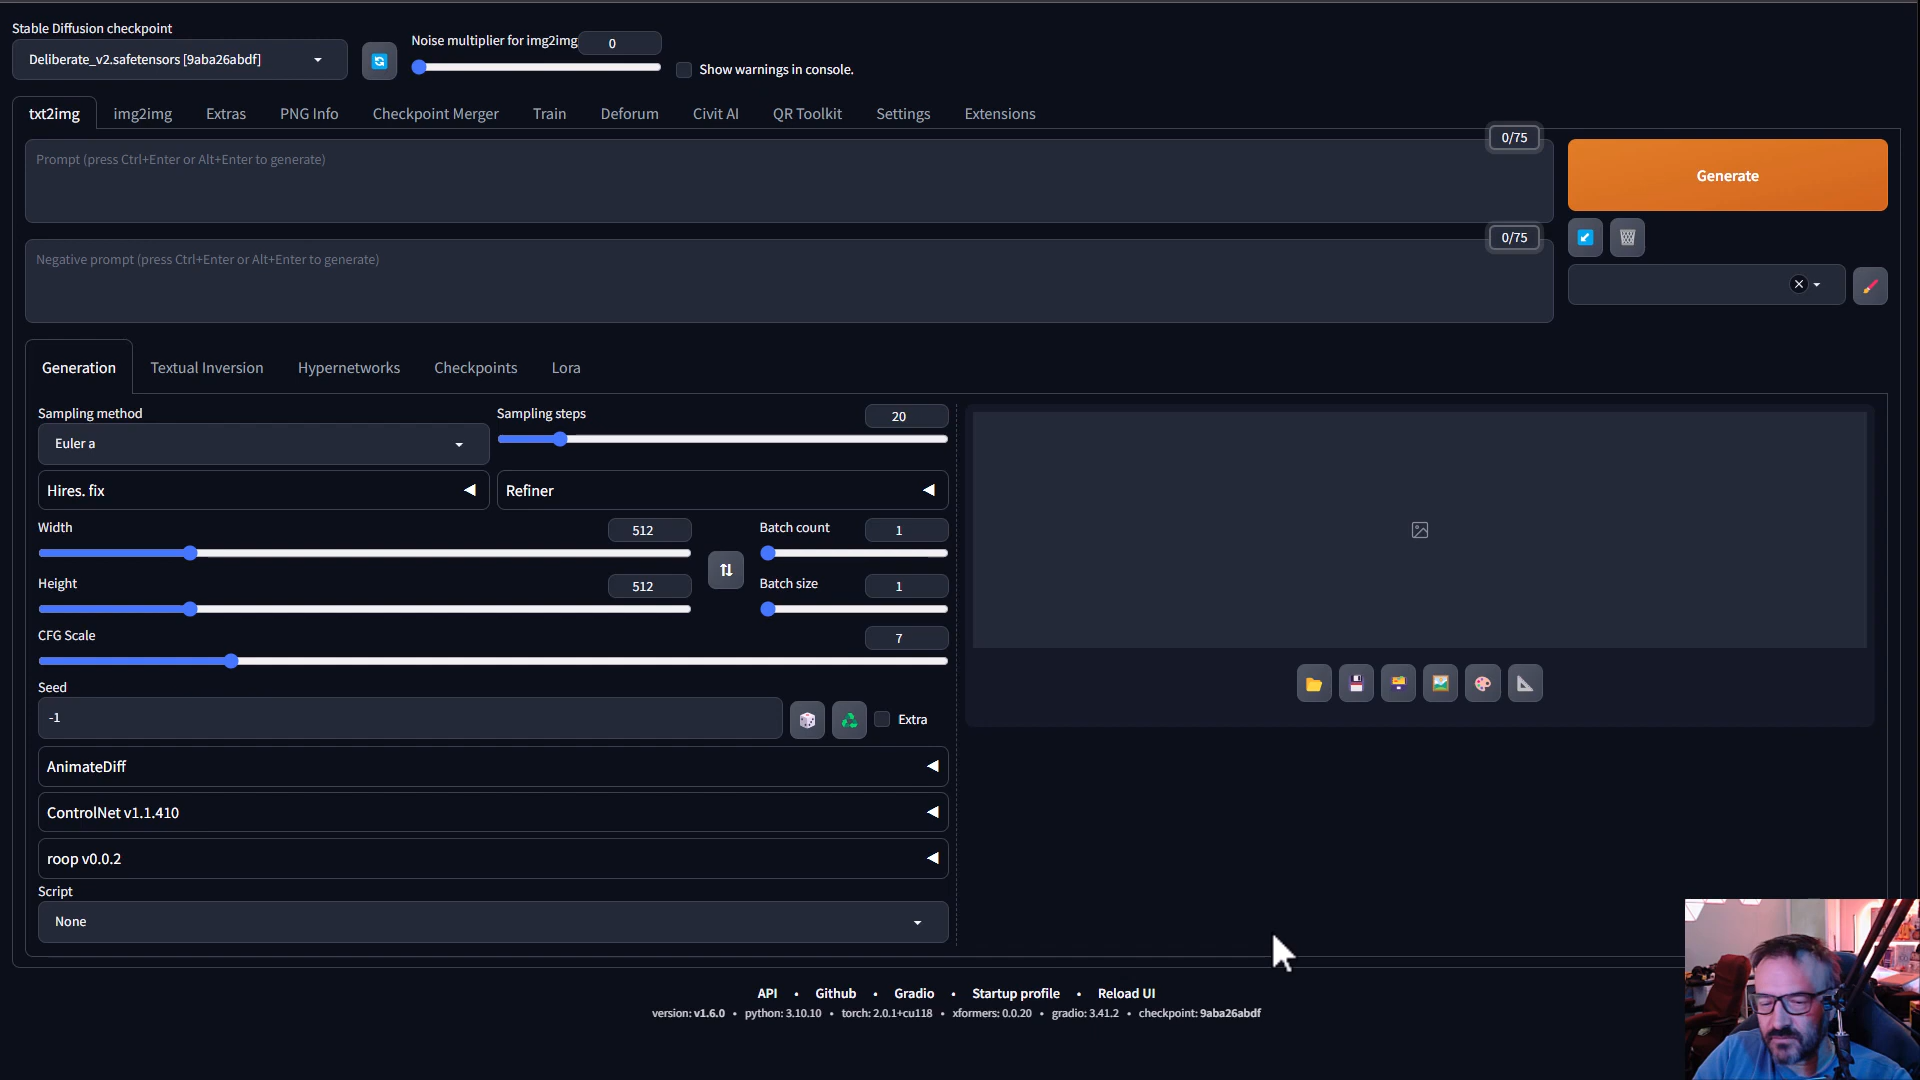 Stable Diffusion checkpoint
Deliberate_v2.safetensors [9aba26abdf]
Noise multiplier for img2img
0
Show warnings in console.
txt2img img2img Extras PNG Info Checkpoint Merger Train Deforum Civit AI QR Toolkit Settings Extensions
0/75
Prompt (press Ctrl+Enter or Alt+Enter to generate)
Generate
0/75
Negative prompt (press Ctrl+Enter or Alt+Enter to generate)
Generation Textual Inversion Hypernetworks Checkpoints Lora
Sampling method
Euler a
Sampling steps
20
Hires. fix
Refiner
Width
512
Batch count
1
Height
512
Batch size
1
CFG Scale
7
Seed
-1
Extra
AnimateDiff
ControlNet v1.1.410
roop v0.0.2
Script
None
API • Github • Gradio • Startup profile • Reload UI
version: v1.6.0 • python: 3.10.10 • torch: 2.0.1+cu118 • xformers: 0.0.20 • gradio: 3.41.2 • checkpoint: 9aba26abdf